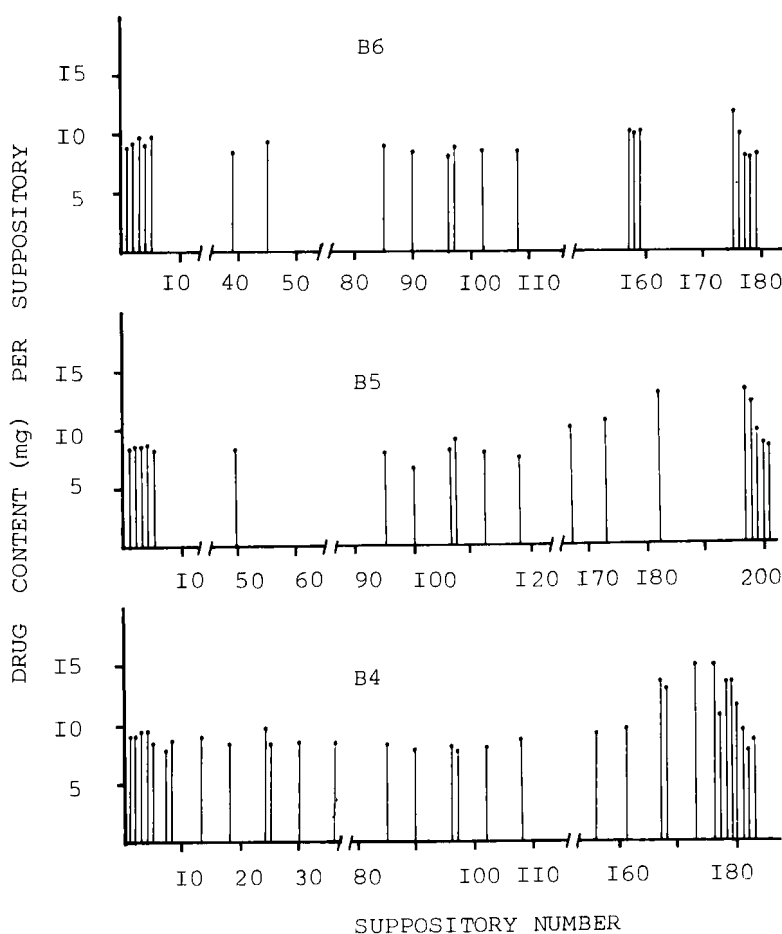 B6
I5
I0
5
I0 40 50 80 90 I00 II0 I60 I70 I80
B5
I5
I0
5
I0 50 60 90 I00 I20 I70 I80 200
B4
I5
I0
5
I0 20 30 80 I00 II0 I60 I80
DRUG CONTENT (mg) PER SUPPOSITORY
SUPPOSITORY NUMBER